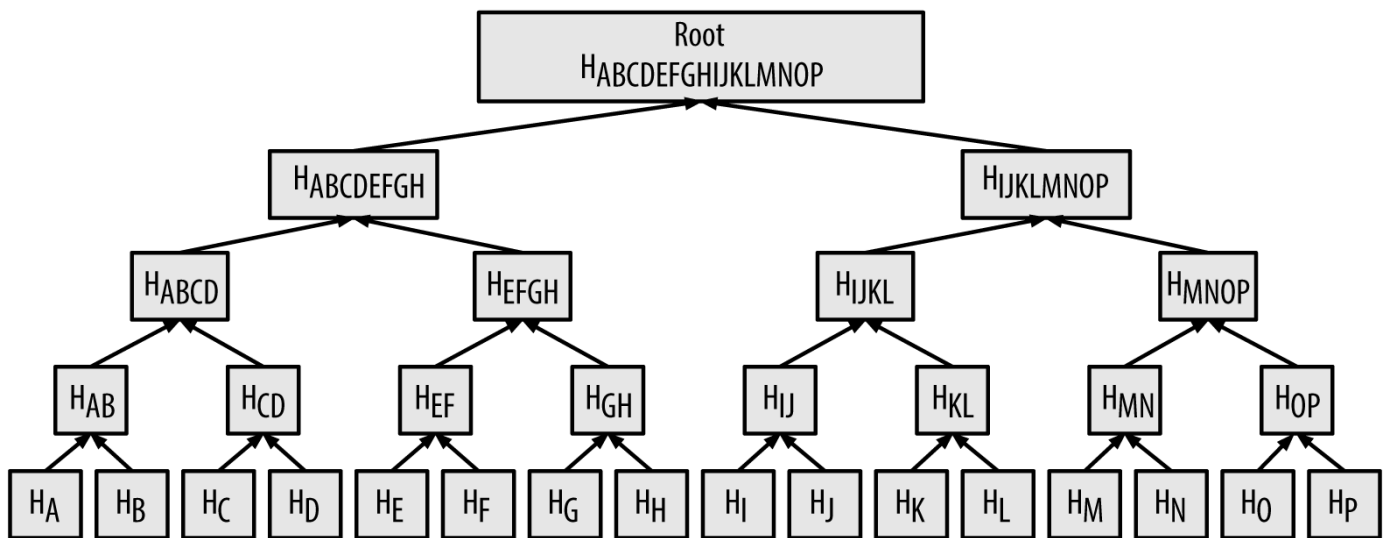 Root
HABCDEFGHIJKLMNOP
HABCDEFGH HIJKLMNOP
HABCD HEFGH HIJKL HMNOP
HAB HCD HEF HGH HIJ HKL HMN HOP
HA HB HC HD HE HF HG HH HI HJ HK HL HM HN HO HP